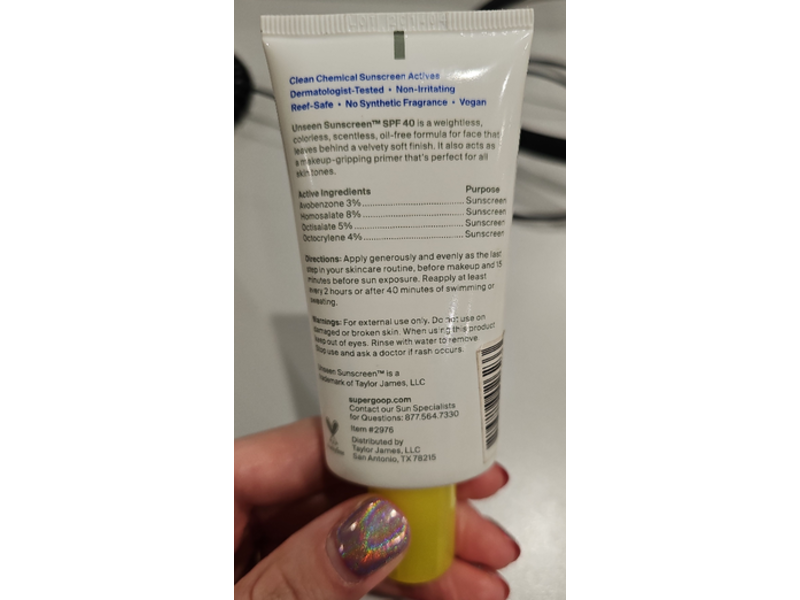 Clean Chemical Sunscreen Actives
Dermatologist-Tested • Non-Irritating
Reef-Safe • No Synthetic Fragrance • Vegan
Unseen Sunscreen™ SPF 40 is a weightless,
colorless, scentless, oil-free formula for face that
leaves behind a velvety soft finish. It also acts as
a makeup-gripping primer that's perfect for all
skin tones.
Active Ingredients Purpose
Avobenzone 3%........................Sunscreen
Homosalate 8%........................Sunscreen
Octisalate 5%........................Sunscreen
Octocrylene 4%........................Sunscreen
Directions: Apply generously and evenly as the last
step in your skincare routine, before makeup and 15
minutes before sun exposure. Reapply at least
every 2 hours or after 40 minutes of swimming or
sweating.
Warnings: For external use only. Do not use on
damaged or broken skin. When using this product
keep out of eyes. Rinse with water to remove.
Stop use and ask a doctor if rash occurs.
Unseen Sunscreen™ is a
trademark of Taylor James, LLC
supergoop.com
Contact our Sun Specialists
for Questions: 877.564.7330
Item #2976
Distributed by
Taylor James, LLC
San Antonio, TX 78215